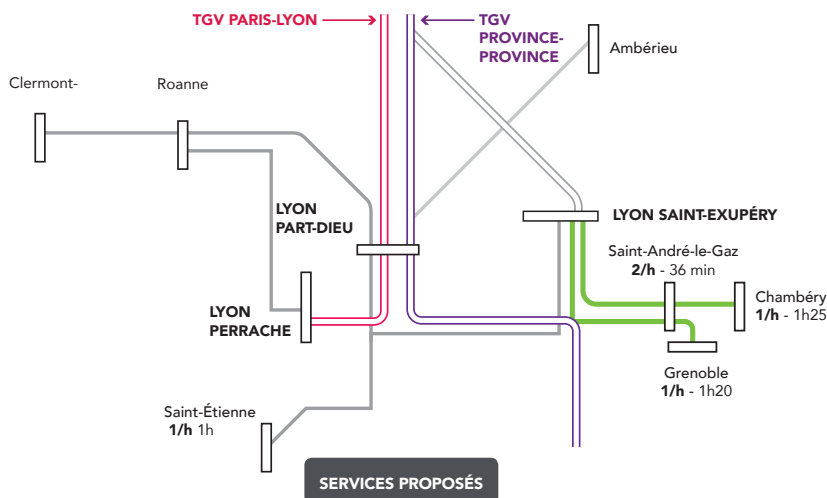 TGV PARIS-LYON
TGV
PROVINCE-
PROVINCE
Ambérieu
Clermont-
Roanne
LYON
PART-DIEU
LYON SAINT-EXUPÉRY
Saint-André-le-Gaz
2/h - 36 min
Chambéry
1/h - 1h25
LYON
PERRACHE
Grenoble
1/h - 1h20
Saint-Étienne
1/h 1h
SERVICES PROPOSÉS